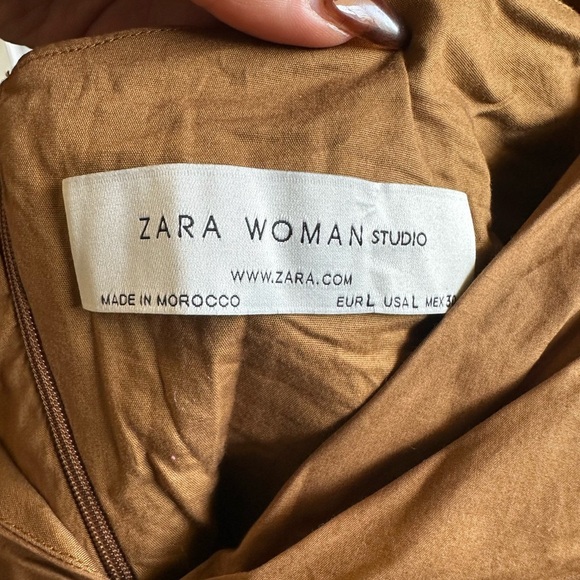 ZARA WOMAN STUDIO
WWW.ZARA.COM
MADE IN MOROCCO EUR L USA L MEX 30